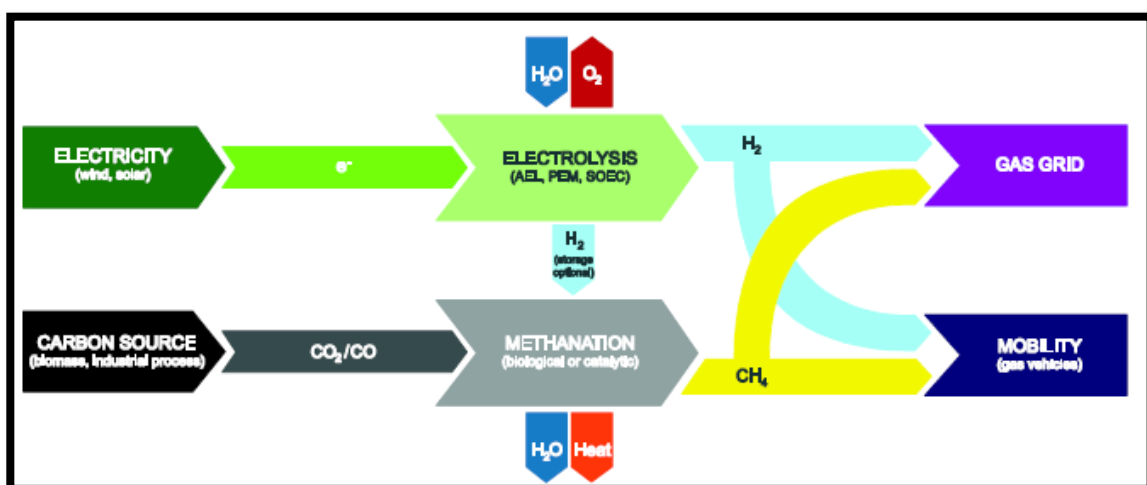 H₂O
O₂
ELECTRICITY
(wind, solar)
e⁻
ELECTROLYSIS
(AEL, PEM, SOEC)
H₂
GAS GRID
H₂
(storage
optional)
CARBON SOURCE
(biomass, industrial process)
CO₂/CO
METHANATION
(biological or catalytic)
CH₄
MOBILITY
(gas vehicles)
H₂O
Heat